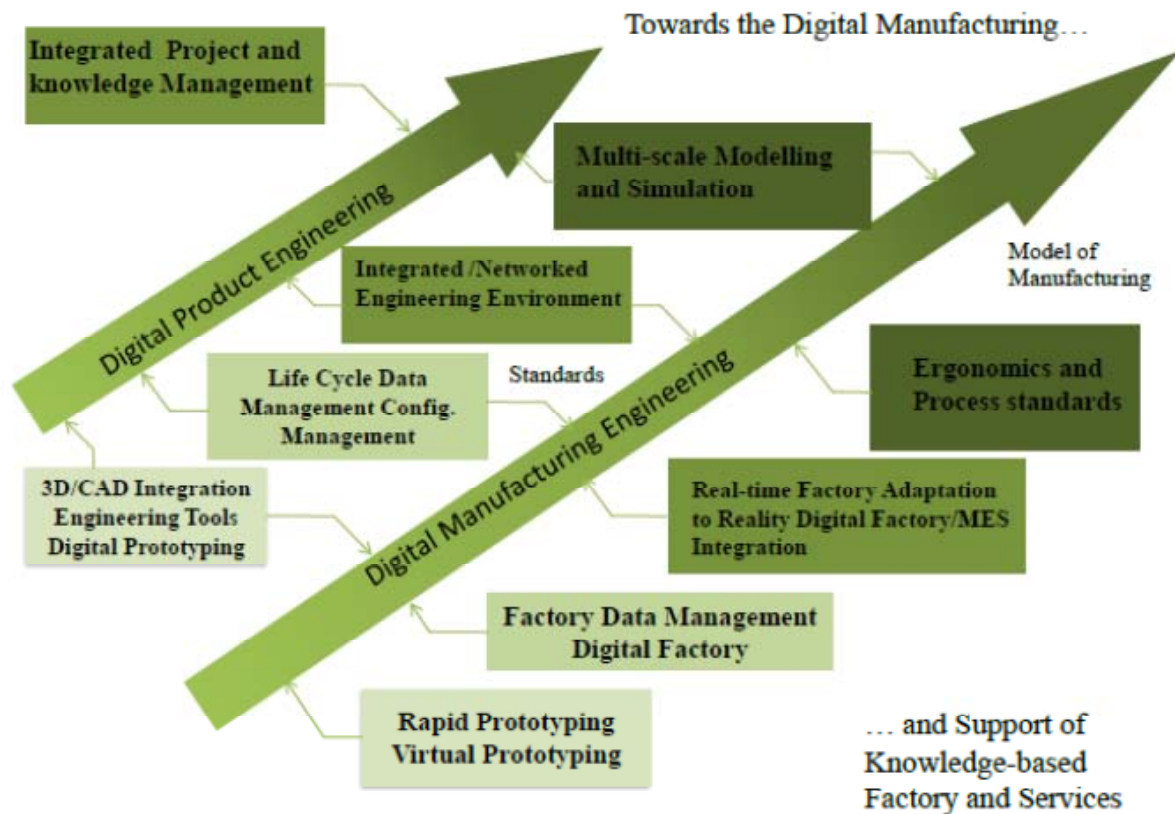 Towards the Digital Manufacturing…
Integrated Project and
knowledge Management
Multi-scale Modelling
and Simulation
Digital Product Engineering
Model of
Manufacturing
Integrated /Networked
Engineering Environment
Ergonomics and
Process standards
Life Cycle Data
Management Config.
Management
Standards
Digital Manufacturing Engineering
3D/CAD Integration
Engineering Tools
Digital Prototyping
Real-time Factory Adaptation
to Reality Digital Factory/MES
Integration
Factory Data Management
Digital Factory
Rapid Prototyping
Virtual Prototyping
… and Support of
Knowledge-based
Factory and Services